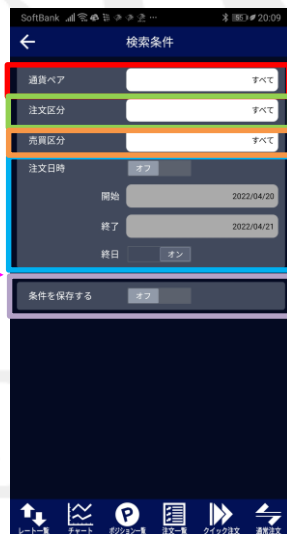 SoftBank 20:09
検索条件
通貨ペア すべて
注文区分 すべて
売買区分 すべて
注文日時 オフ
開始 2022/04/20
終了 2022/04/21
終日 オン
条件を保存する オフ
レート一覧 チャート ポジション一覧 注文一覧 クイック注文 通常注文